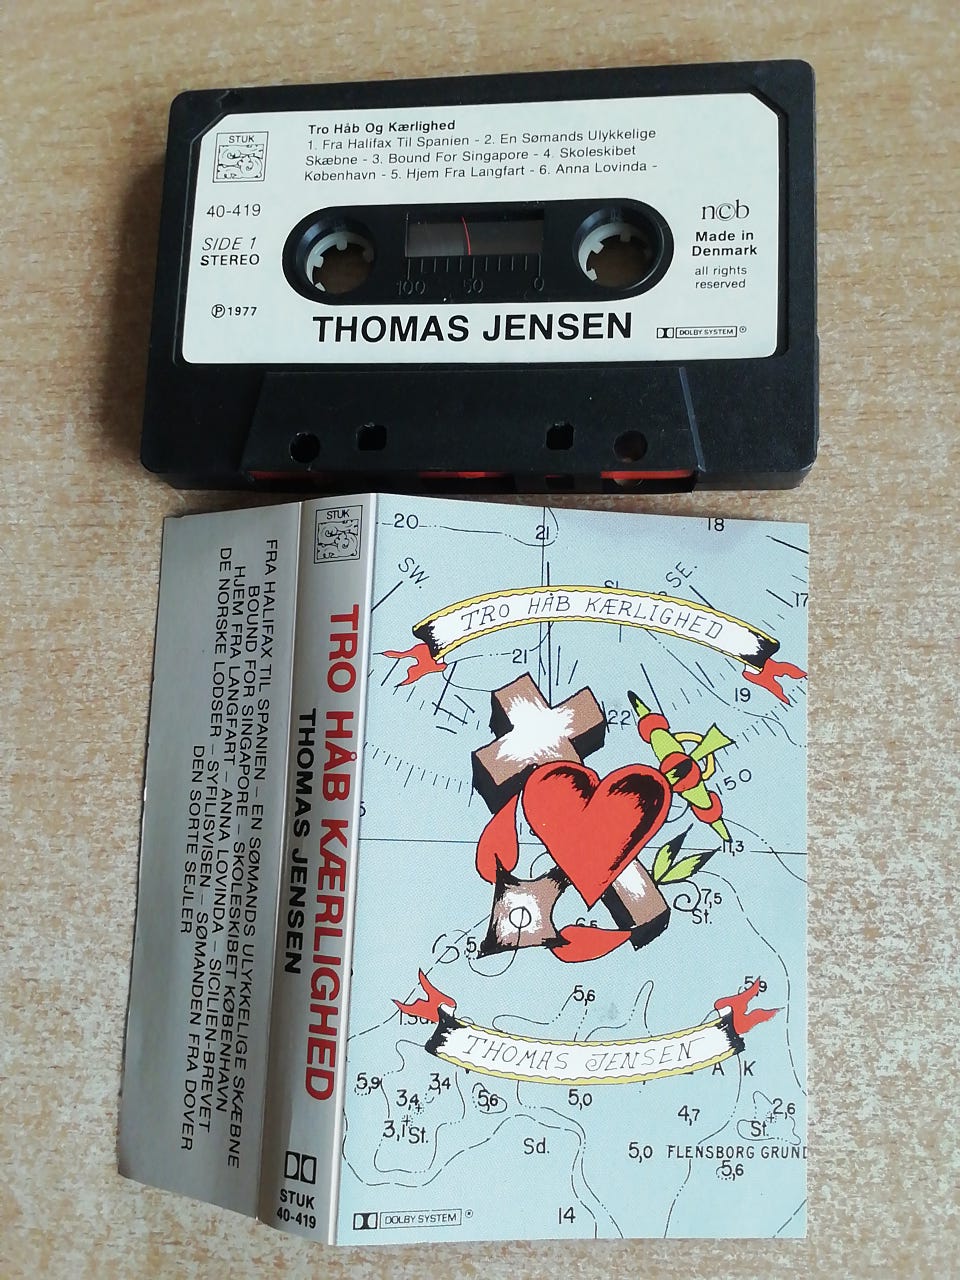 STUK
Tro Håb Og Kærlighed
1. Fra Halifax Til Spanien - 2. En Sømands Ulykkelige
Skæbne - 3. Bound For Singapore - 4. Skoleskibet
København - 5. Hjem Fra Langfart - 6. Anna Lovinda -
40-419
SIDE 1
STEREO
℗1977
ncb
Made in
Denmark
all rights
reserved
100 50 0
THOMAS JENSEN
DOLBY SYSTEM ®
FRA HALIFAX TIL SPANIEN – EN SØMANDS ULYKKELIGE SKÆBNE
BOUND FOR SINGAPORE – SKOLESKIBET KØBENHAVN
HJEM FRA LANGFART – ANNA LOVINDA – SICILIEN-BREVET
DE NORSKE LODSER – SYFILISVISEN – SØMANDEN FRA DOVER
DEN SORTE SEJLER
STUK
TRO HÅB KÆRLIGHED
THOMAS JENSEN
STUK
40-419
20
21
18
SW.
SE.
17
TRO HÅB KÆRLIGHED
21
19
22
150
11,3
7,5
St.
5,6
5,9
THOMAS JENSEN
A K
5,9
3,4
3,4
5,6
5,0
4,7
2,6
3,1
St.
St.
Sd.
5,0
FLENSBORG GRUND
5,6
14
DOLBY SYSTEM ®